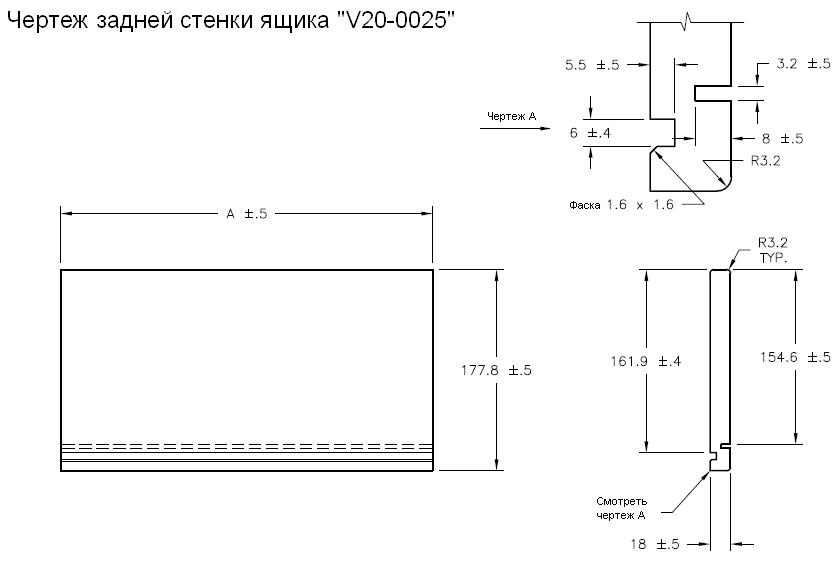 Чертеж задней стенки ящика "V20-0025"
5.5 ±.5
3.2 ±.5
Чертеж А
6 ±.4
8 ±.5
R3.2
Фаска 1.6 x 1.6
A ±.5
R3.2
TYP.
177.8 ±.5
161.9 ±.4
154.6 ±.5
Смотреть
чертеж А
18 ±.5